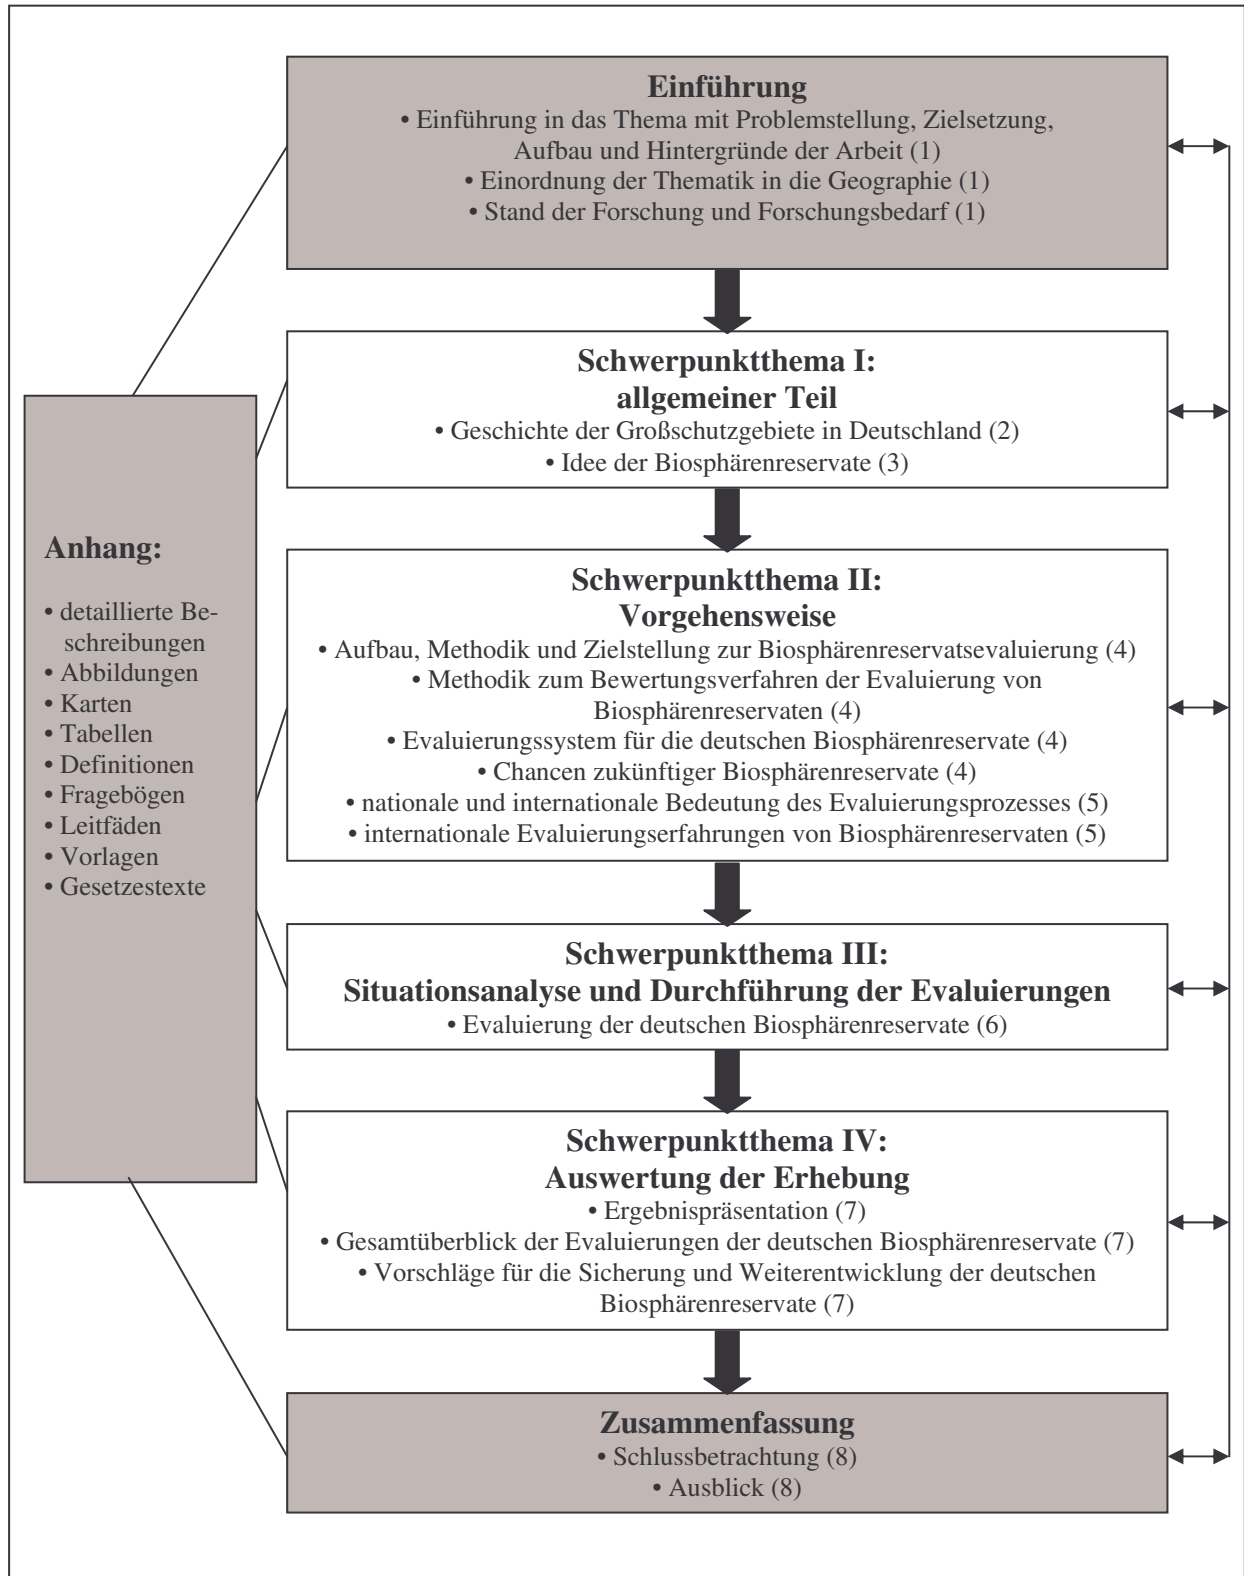 Einführung
• Einführung in das Thema mit Problemstellung, Zielsetzung,
Aufbau und Hintergründe der Arbeit (1)
• Einordnung der Thematik in die Geographie (1)
• Stand der Forschung und Forschungsbedarf (1)
Schwerpunktthema I:
allgemeiner Teil
• Geschichte der Großschutzgebiete in Deutschland (2)
• Idee der Biosphärenreservate (3)
Anhang:
• detaillierte Be-
schreibungen
• Abbildungen
• Karten
• Tabellen
• Definitionen
• Fragebögen
• Leitfäden
• Vorlagen
• Gesetzestexte
Schwerpunktthema II:
Vorgehensweise
• Aufbau, Methodik und Zielstellung zur Biosphärenreservatsevaluierung (4)
• Methodik zum Bewertungsverfahren der Evaluierung von
Biosphärenreservaten (4)
• Evaluierungssystem für die deutschen Biosphärenreservate (4)
• Chancen zukünftiger Biosphärenreservate (4)
• nationale und internationale Bedeutung des Evaluierungsprozesses (5)
• internationale Evaluierungserfahrungen von Biosphärenreservaten (5)
Schwerpunktthema III:
Situationsanalyse und Durchführung der Evaluierungen
• Evaluierung der deutschen Biosphärenreservate (6)
Schwerpunktthema IV:
Auswertung der Erhebung
• Ergebnispräsentation (7)
• Gesamtüberblick der Evaluierungen der deutschen Biosphärenreservate (7)
• Vorschläge für die Sicherung und Weiterentwicklung der deutschen
Biosphärenreservate (7)
Zusammenfassung
• Schlussbetrachtung (8)
• Ausblick (8)